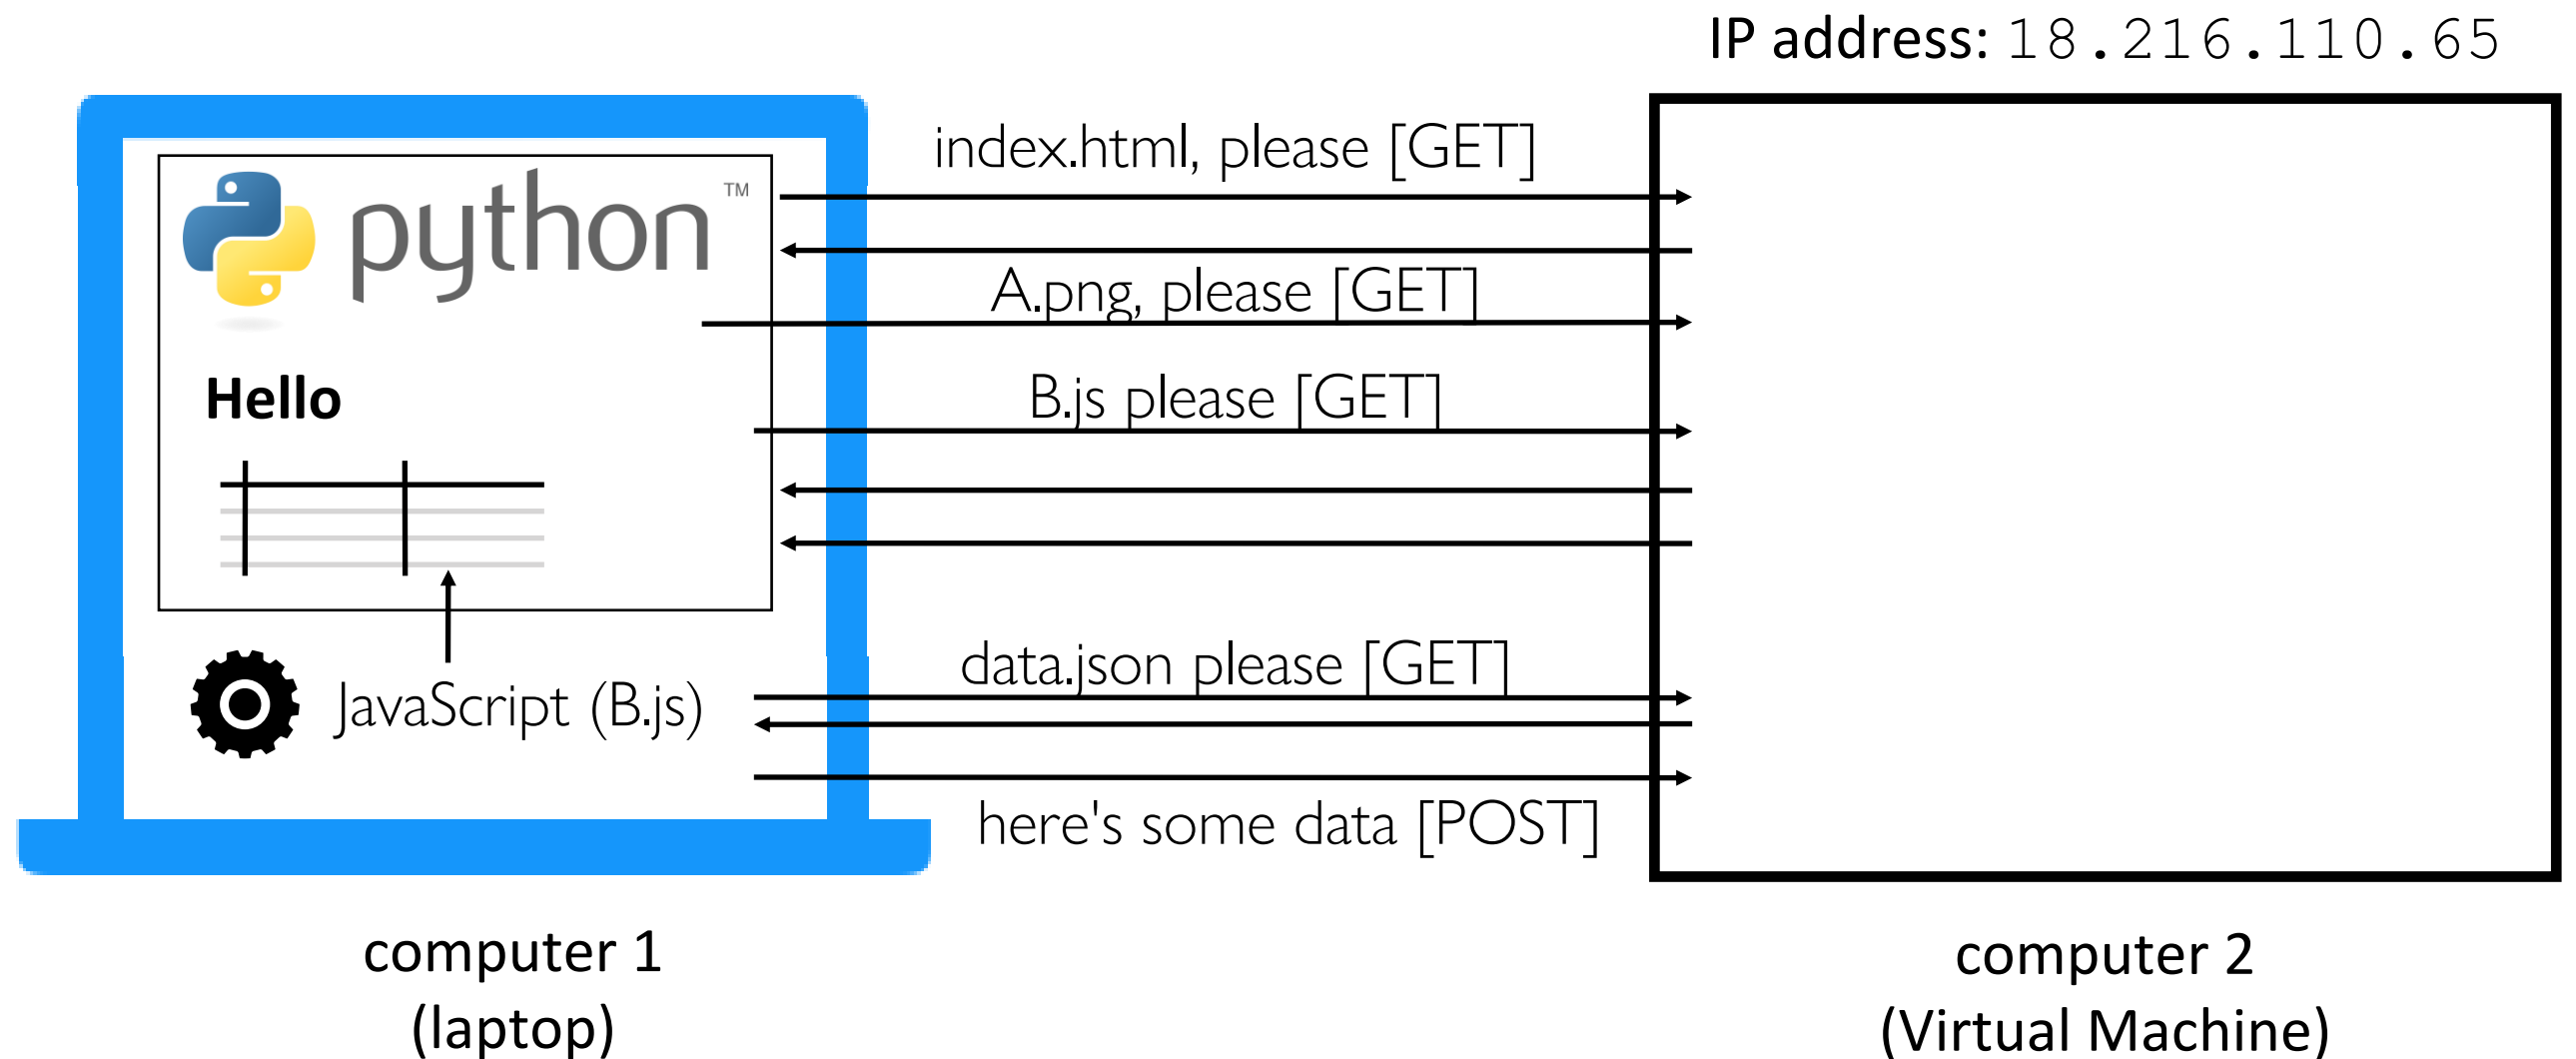 IP address: 18.216.110.65
index.html, please [GET]
python™
A.png, please [GET]
B.js please [GET]
Hello
data.json please [GET]
JavaScript (B.js)
here's some data [POST]
computer 1
(laptop)
computer 2
(Virtual Machine)